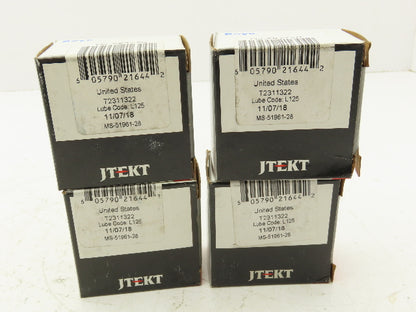 05790 21644 2
United States
T2311322
Lube Code: L125
11/07/18
MS-51961-28
JTEKT
05790 21644 2
United States
T2311322
Lube Code: L125
11/07/18
MS-51961-28
JTEKT
05790 21644 2
United States
T2311322
Lube Code: L125
11/07/18
MS-51961-28
JTEKT
05790 21644 2
United States
T2311322
Lube Code: L125
11/07/18
MS-51961-28
JTEKT